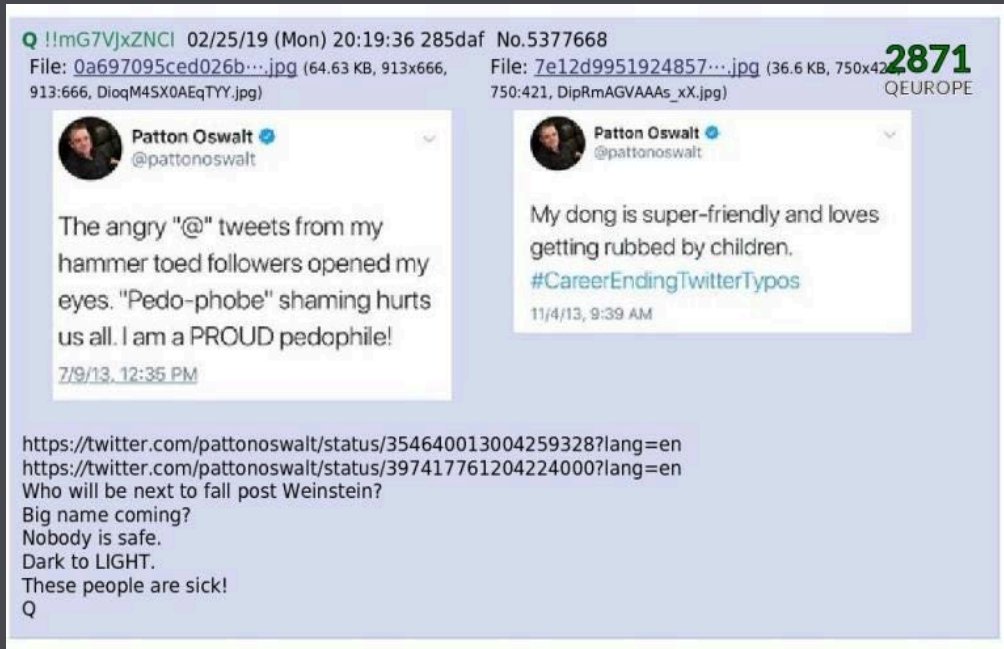 Q !!mG7VJxZNCI 02/25/19 (Mon) 20:19:36 285daf No.5377668
2871
QEUROPE
File: 0a697095ced026b⋯.jpg (64.63 KB, 913x666,
913:666, DioqM4SX0AEqTYY.jpg)
Patton Oswalt
@pattonoswalt
The angry "@" tweets from my
hammer toed followers opened my
eyes. "Pedo-phobe" shaming hurts
us all. I am a PROUD pedophile!
7/9/13, 12:35 PM
File: 7e12d9951924857⋯.jpg (36.6 KB,
750:421, DipRmAGVAAAs_xX.jpg)
Patton Oswalt
@pattonoswalt
My dong is super-friendly and loves
getting rubbed by children.
#CareerEndingTwitterTypos
11/4/13, 9:39 AM
https://twitter.com/pattonoswalt/status/354640013004259328?lang=en
https://twitter.com/pattonoswalt/status/397417761204224000?lang=en
Who will be next to fall post Weinstein?
Big name coming?
Nobody is safe.
Dark to LIGHT.
These people are sick!
Q